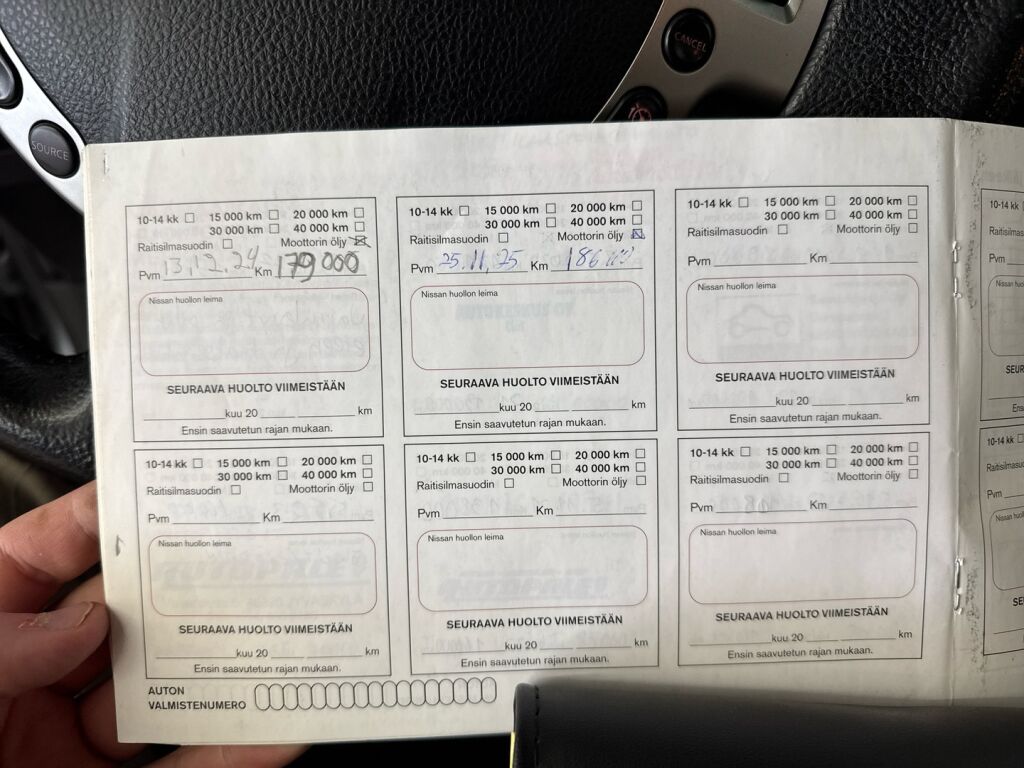 CANCEL
SOURCE
10-14 kk 15 000 km 20 000 km
30 000 km 40 000 km
Raitisilmasuodin Moottorin öljy
Pvm 13,12,24 Km 179000
Nissan huollon leima
SEURAAVA HUOLTO VIIMEISTÄÄN
kuu 20 km
Ensin saavutetun rajan mukaan.
10-14 kk 15 000 km 20 000 km
30 000 km 40 000 km
Raitisilmasuodin Moottorin öljy
Pvm 25.11,25 Km
Nissan huollon leima
SEURAAVA HUOLTO VIIMEISTÄÄN
kuu 20 km
Ensin saavutetun rajan mukaan.
10-14 kk 15 000 km 20 000 km
30 000 km 40 000 km
Raitisilmasuodin Moottorin öljy
Pvm Km
Nissan huollon leima
SEURAAVA HUOLTO VIIMEISTÄÄN
kuu 20 km
Ensin saavutetun rajan mukaan.
10-14 kk 15 000 km 20 000 km
30 000 km 40 000 km
Raitisilmasuodin Moottorin öljy
Pvm Km
Nissan huollon leima
SEURAAVA HUOLTO VIIMEISTÄÄN
kuu 20 km
Ensin saavutetun rajan mukaan.
10-14 kk 15 000 km 20 000 km
30 000 km 40 000 km
Raitisilmasuodin Moottorin öljy
Pvm Km
Nissan huollon leima
SEURAAVA HUOLTO VIIMEISTÄÄN
kuu 20 km
Ensin saavutetun rajan mukaan.
10-14 kk 15 000 km 20 000 km
30 000 km 40 000 km
Raitisilmasuodin Moottorin öljy
Pvm Km
Nissan huollon leima
SEURAAVA HUOLTO VIIMEISTÄÄN
kuu 20 km
Ensin saavutetun rajan mukaan.
AUTON
VALMISTENUMERO